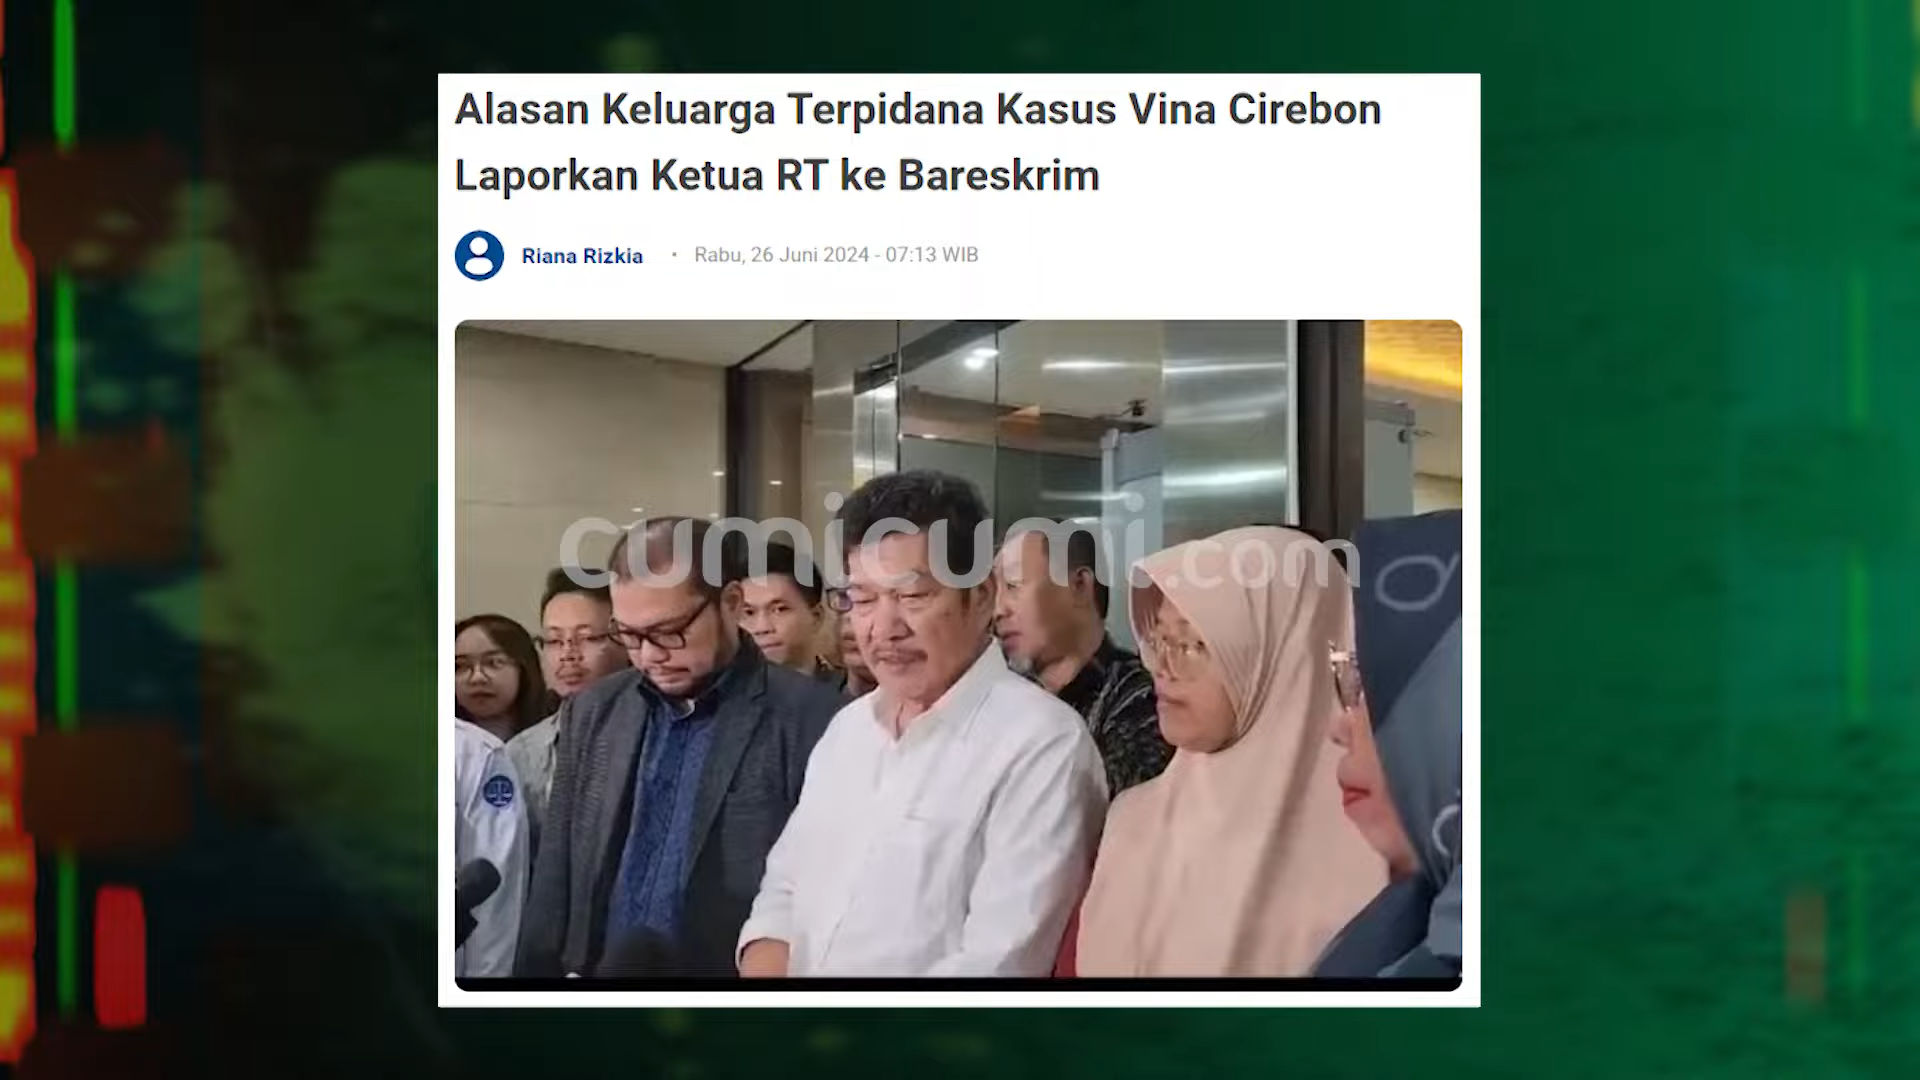 Alasan Keluarga Terpidana Kasus Vina Cirebon
Laporkan Ketua RT ke Bareskrim
Riana Rizkia • Rabu, 26 Juni 2024 - 07:13 WIB
cumicumi.com